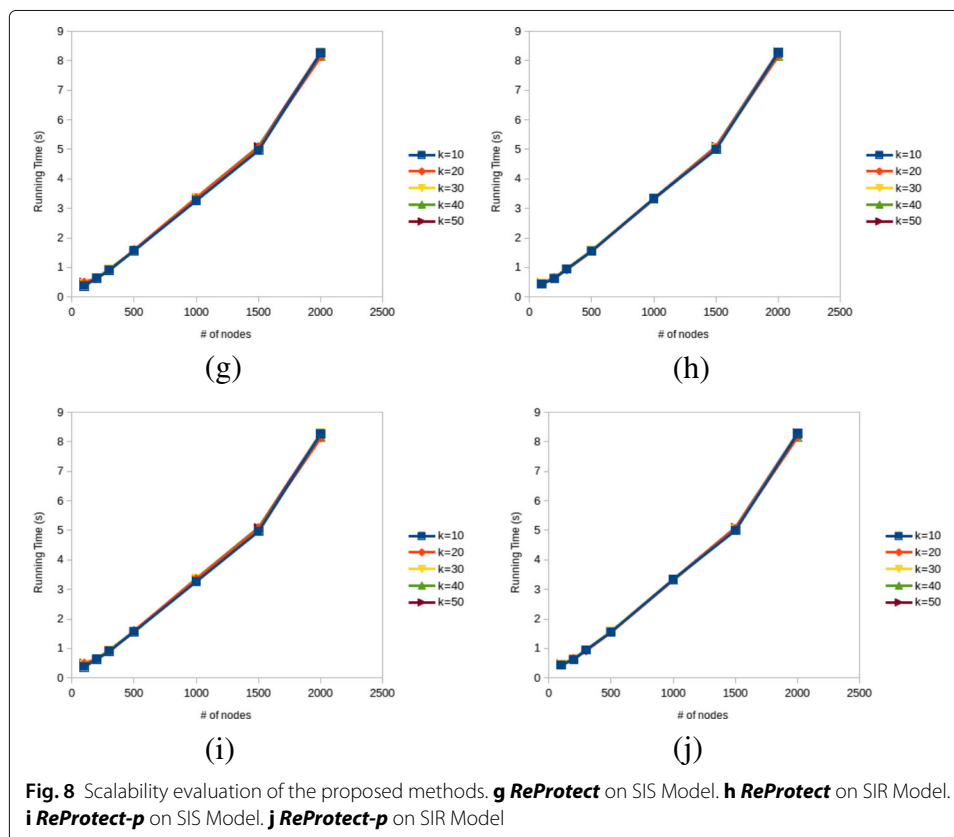 9
8
7
6
5
4
3
2
1
0
Running Time (s)
0 500 1000 1500 2000 2500
# of nodes
k=10
k=20
k=30
k=40
k=50
(g)
9
8
7
6
5
4
3
2
1
0
Running Time (s)
0 500 1000 1500 2000 2500
# of nodes
k=10
k=20
k=30
k=40
k=50
(h)
9
8
7
6
5
4
3
2
1
0
Running Time (s)
0 500 1000 1500 2000 2500
# of nodes
k=10
k=20
k=30
k=40
k=50
(i)
9
8
7
6
5
4
3
2
1
0
Running Time (s)
0 500 1000 1500 2000 2500
# of nodes
k=10
k=20
k=30
k=40
k=50
(j)
Fig. 8 Scalability evaluation of the proposed methods. g ReProtect on SIS Model. h ReProtect on SIR Model.
i ReProtect-p on SIS Model. j ReProtect-p on SIR Model